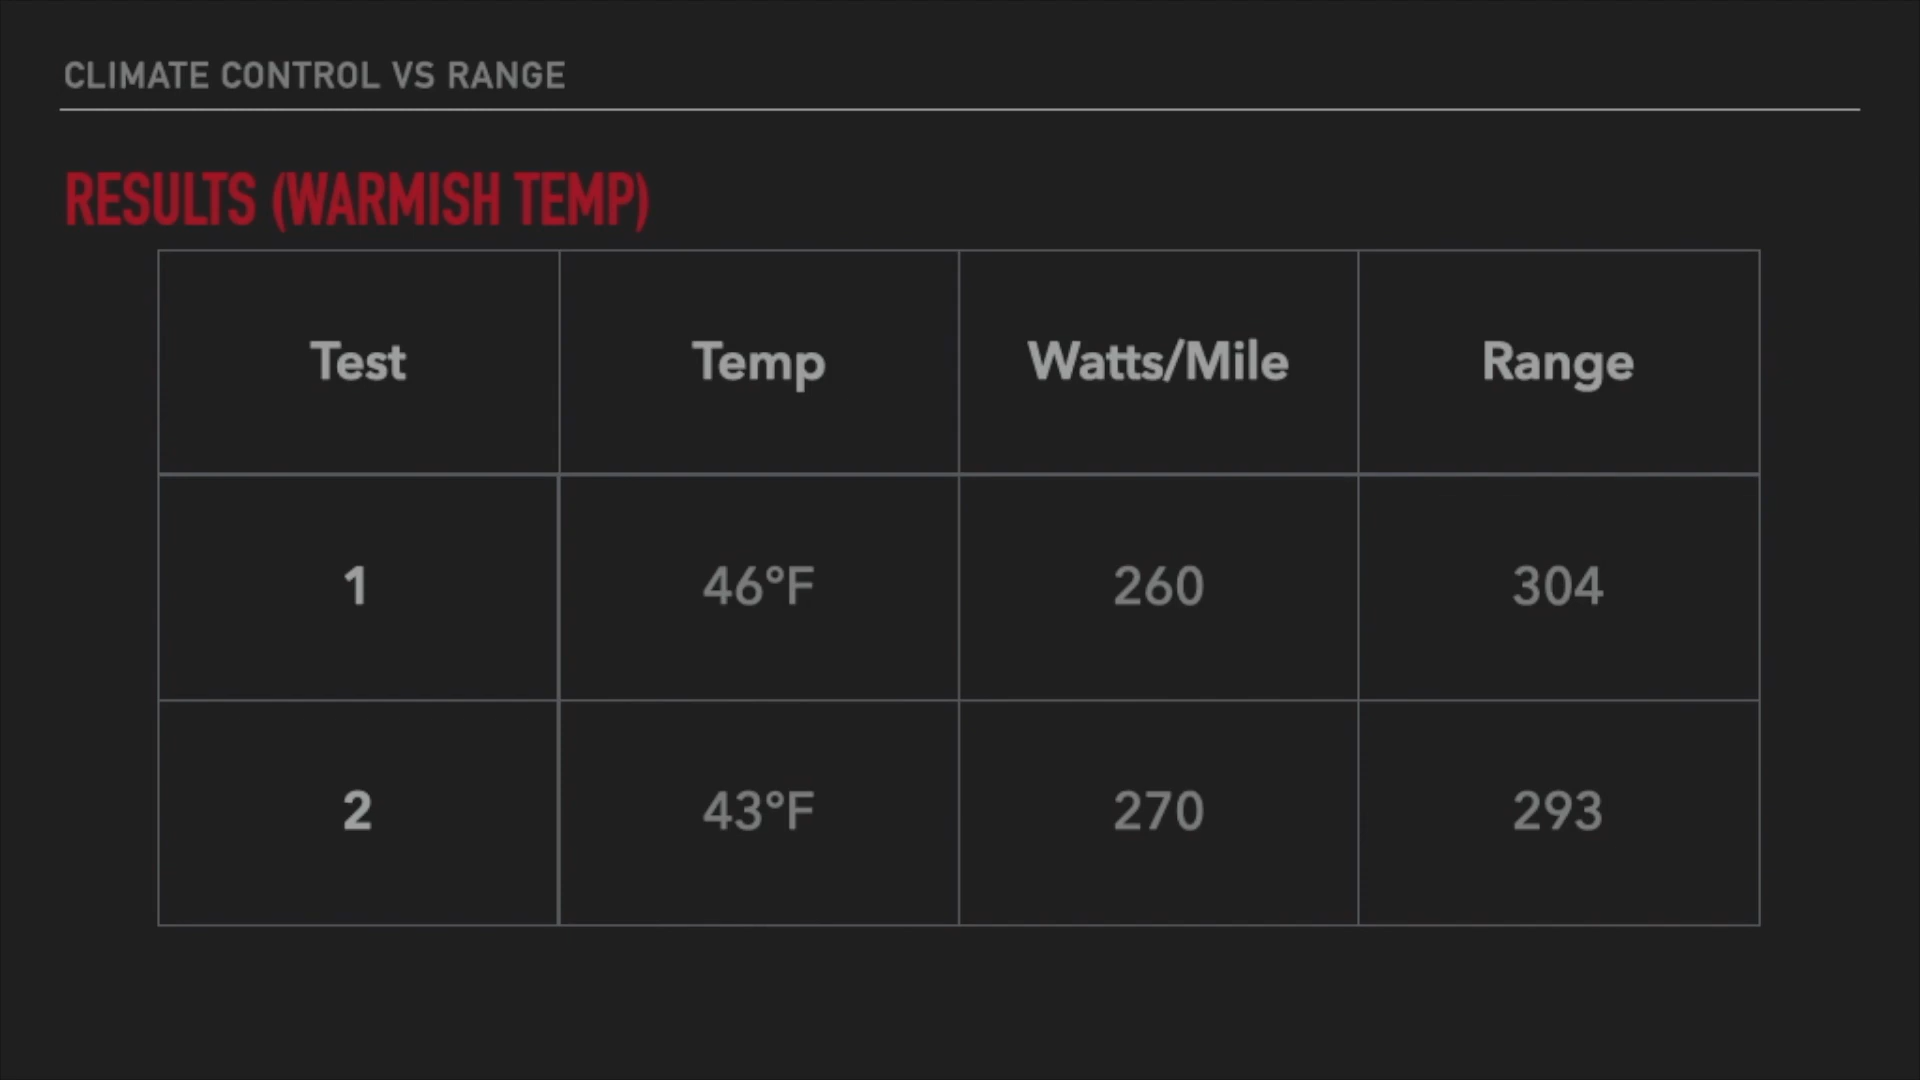 CLIMATE CONTROL VS RANGE
RESULTS (WARMISH TEMP)
Test Temp Watts/Mile Range
1 46°F 260 304
2 43°F 270 293